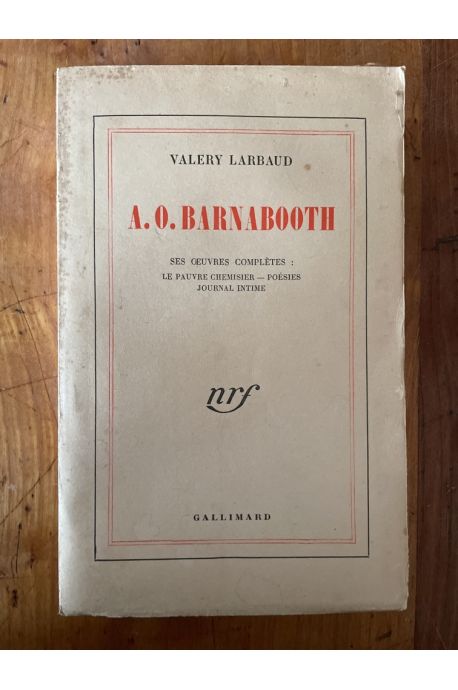 VALERY LARBAUD
A.O.BARNABOOTH
SES ŒUVRES COMPLÈTES :
LE PAUVRE CHEMISIER — POÉSIES
JOURNAL INTIME
nrf
GALLIMARD